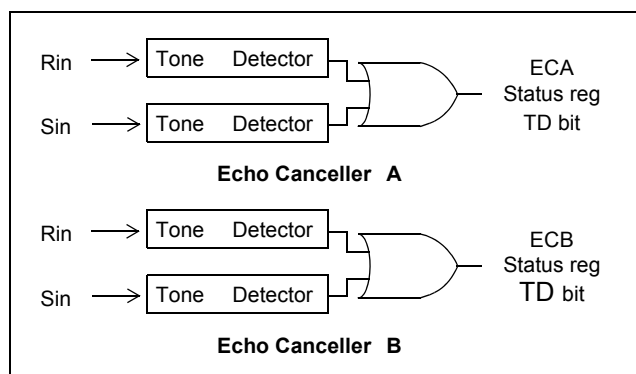 Rin
Tone Detector
ECA
Status reg
TD bit
Sin
Tone Detector
Echo Canceller A
Rin
Tone Detector
ECB
Status reg
TD bit
Sin
Tone Detector
Echo Canceller B